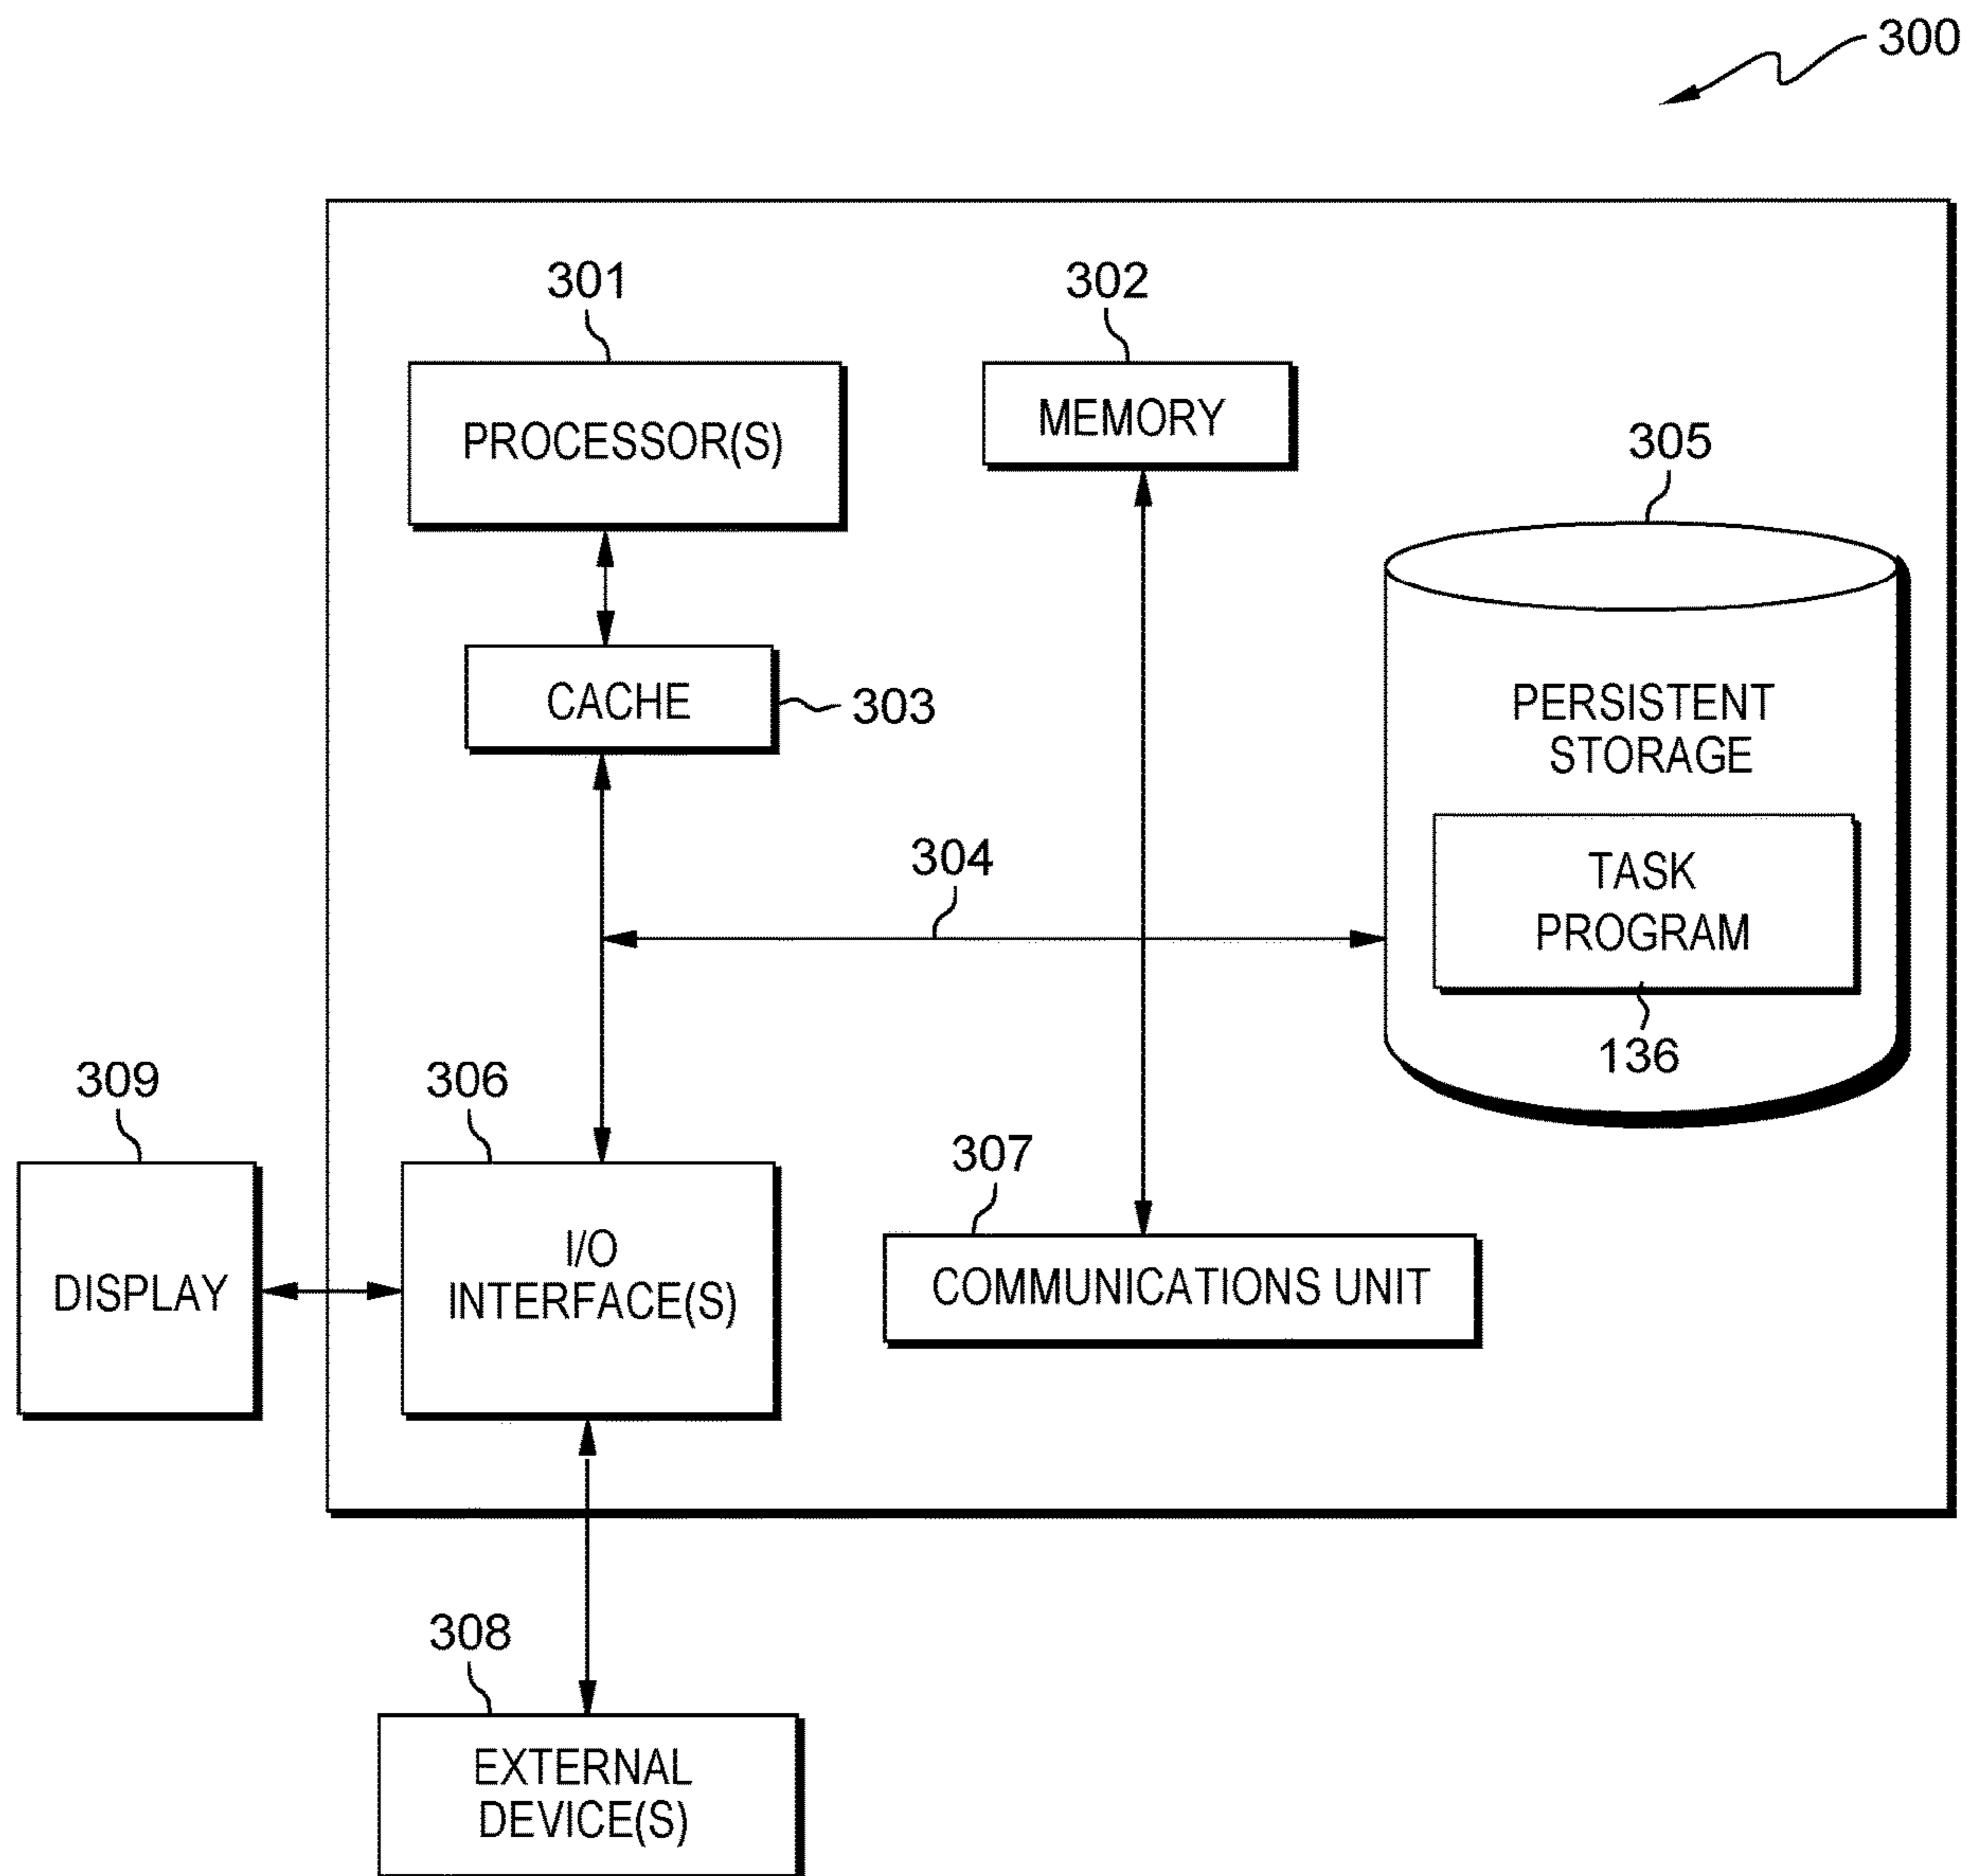 300
301
302
PROCESSOR(S)
MEMORY
305
CACHE
303
PERSISTENT
STORAGE
304
TASK
PROGRAM
136
309
306
307
DISPLAY
I/O
INTERFACE(S)
COMMUNICATIONS UNIT
308
EXTERNAL
DEVICE(S)